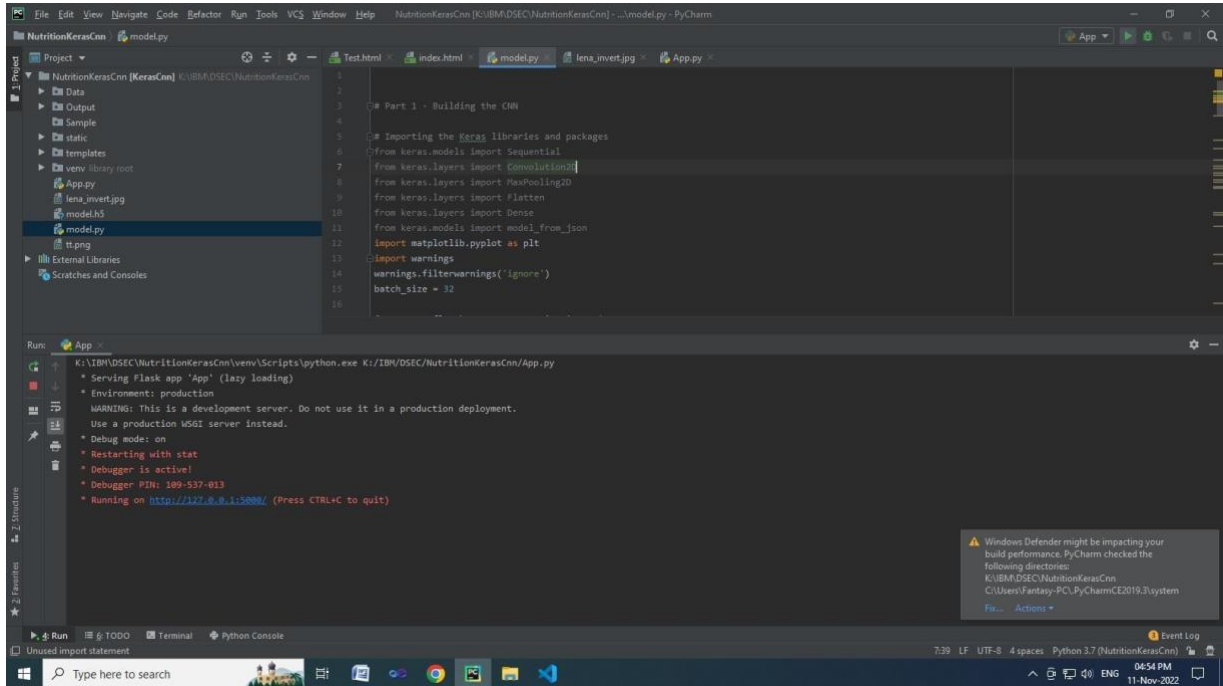 File Edit View Navigate Code Refactor Run Tools VCS Window Help NutritionKerasCnn [K:\IBM\DSEC\NutritionKerasCnn] - ...\model.py - PyCharm
NutritionKerasCnn model.py App
Project Test.html index.html model.py lena_invert.jpg App.py
1: Project
NutritionKerasCnn [KerasCnn] K:\IBM\DSEC\NutritionKerasCnn
Data
Output
Sample
static
templates
venv library root
App.py
lena_invert.jpg
model.h5
model.py
tt.png
External Libraries
Scratches and Consoles
1
2
3 # Part 1 - Building the CNN
4
5 # Importing the Keras libraries and packages
6 from keras.models import Sequential
7 from keras.layers import Convolution2D
8 from keras.layers import MaxPooling2D
9 from keras.layers import Flatten
10 from keras.layers import Dense
11 from keras.models import model_from_json
12 import matplotlib.pyplot as plt
13 import warnings
14 warnings.filterwarnings('ignore')
15 batch_size = 32
16
Run: App
K:\IBM\DSEC\NutritionKerasCnn\venv\Scripts\python.exe K:/IBM/DSEC/NutritionKerasCnn/App.py
* Serving Flask app 'App' (lazy loading)
* Environment: production
WARNING: This is a development server. Do not use it in a production deployment.
Use a production WSGI server instead.
* Debug mode: on
* Restarting with stat
* Debugger is active!
* Debugger PIN: 109-537-013
* Running on http://127.0.0.1:5000/ (Press CTRL+C to quit)
7: Structure
2: Favorites
Windows Defender might be impacting your
build performance. PyCharm checked the
following directories:
K:\IBM\DSEC\NutritionKerasCnn
C:\Users\Fantasy-PC\.PyCharmCE2019.3\system
Fix... Actions
4: Run 6: TODO Terminal Python Console Event Log
Unused import statement 7:39 LF UTF-8 4 spaces Python 3.7 (NutritionKerasCnn)
Type here to search ENG 04:54 PM
11-Nov-2022